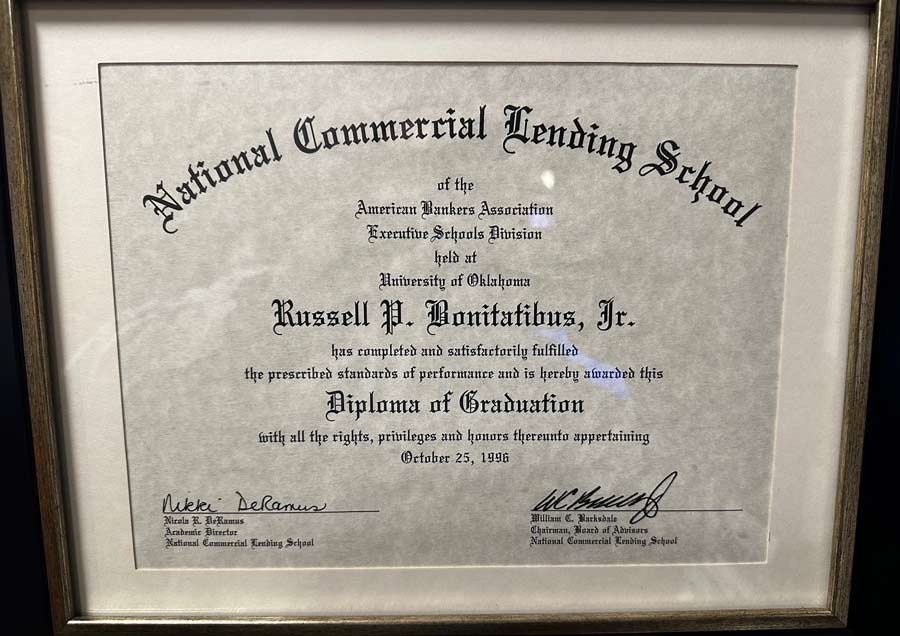 National Commercial Lending School
of the
American Bankers Association
Executive Schools Division
held at
University of Oklahoma
Russell P. Bonitatibus, Jr.
has completed and satisfactorily fulfilled
the prescribed standards of performance and is hereby awarded this
Diploma of Graduation
with all the rights, privileges and honors thereunto appertaining
October 25, 1996
Nikki DeRamus
Nicola R. DeRamus
Academic Director
National Commercial Lending School
William C. Barksdale
Chairman, Board of Advisors
National Commercial Lending School